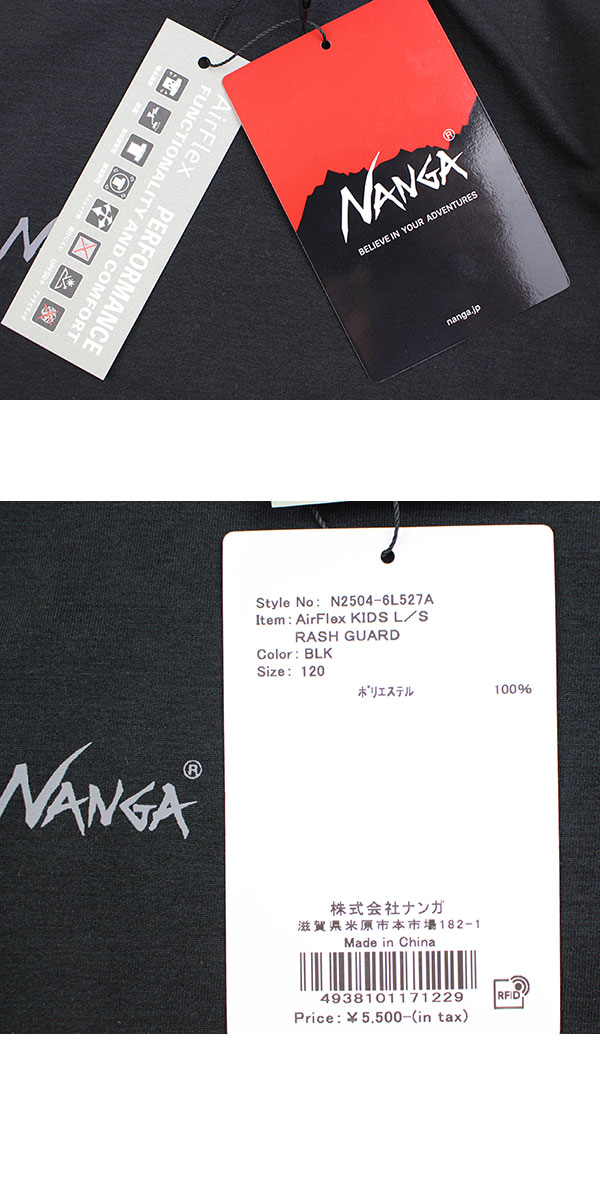 AirFlex PERFORMANCE
FUNCTIONALITY AND COMFORT
NANGA®
BELIEVE IN YOUR ADVENTURES
nanga.jp
Style No: N2504-6L527A
Item: AirFlex KIDS L/S
RASH GUARD
Color: BLK
Size: 120
ポリエステル 100%
NANGA®
株式会社ナンガ
滋賀県米原市本市場182-1
Made in China
4938101171229
RFID
Price: ¥5,500-(in tax)